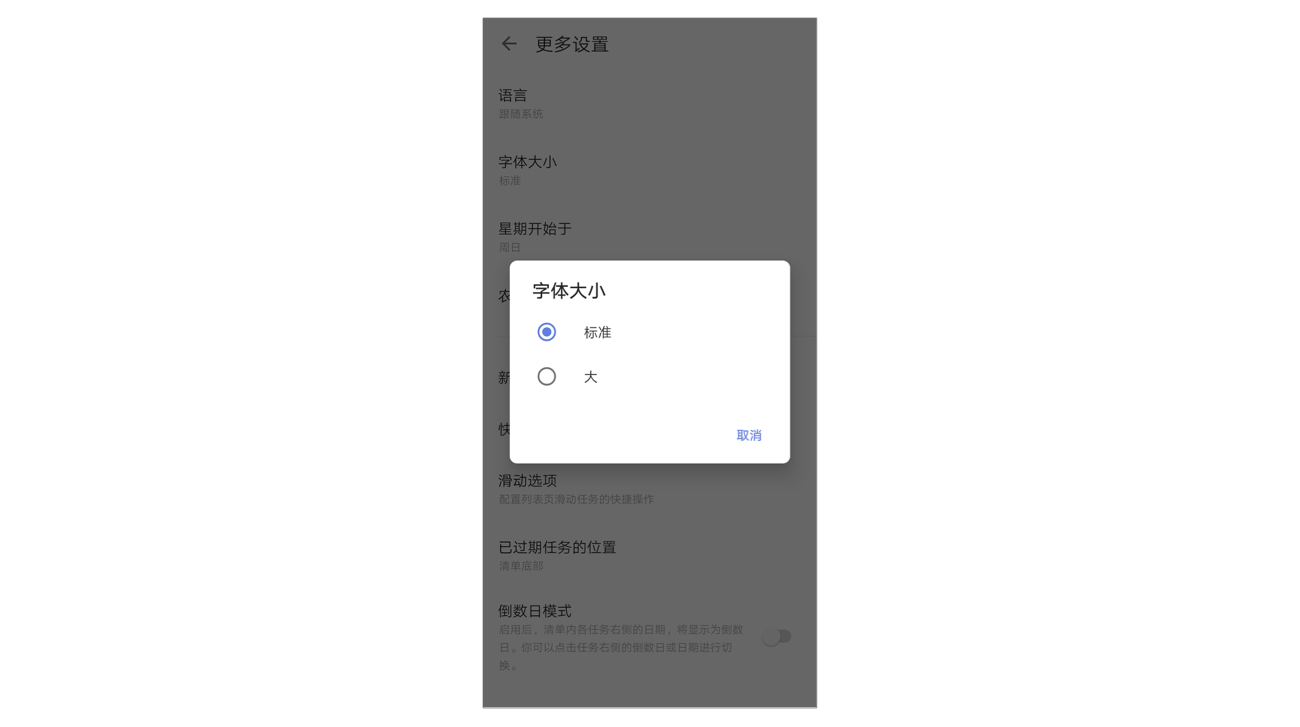 更多设置
语言
跟随系统
字体大小
标准
星期开始于
周日
农
字体大小
标准
大
取消
新
快
滑动选项
配置列表页滑动任务的快捷操作
已过期任务的位置
清单底部
倒数日模式
启用后，清单内各任务右侧的日期，将显示为倒数
日。你可以点击任务右侧的倒数日或日期进行切
换。